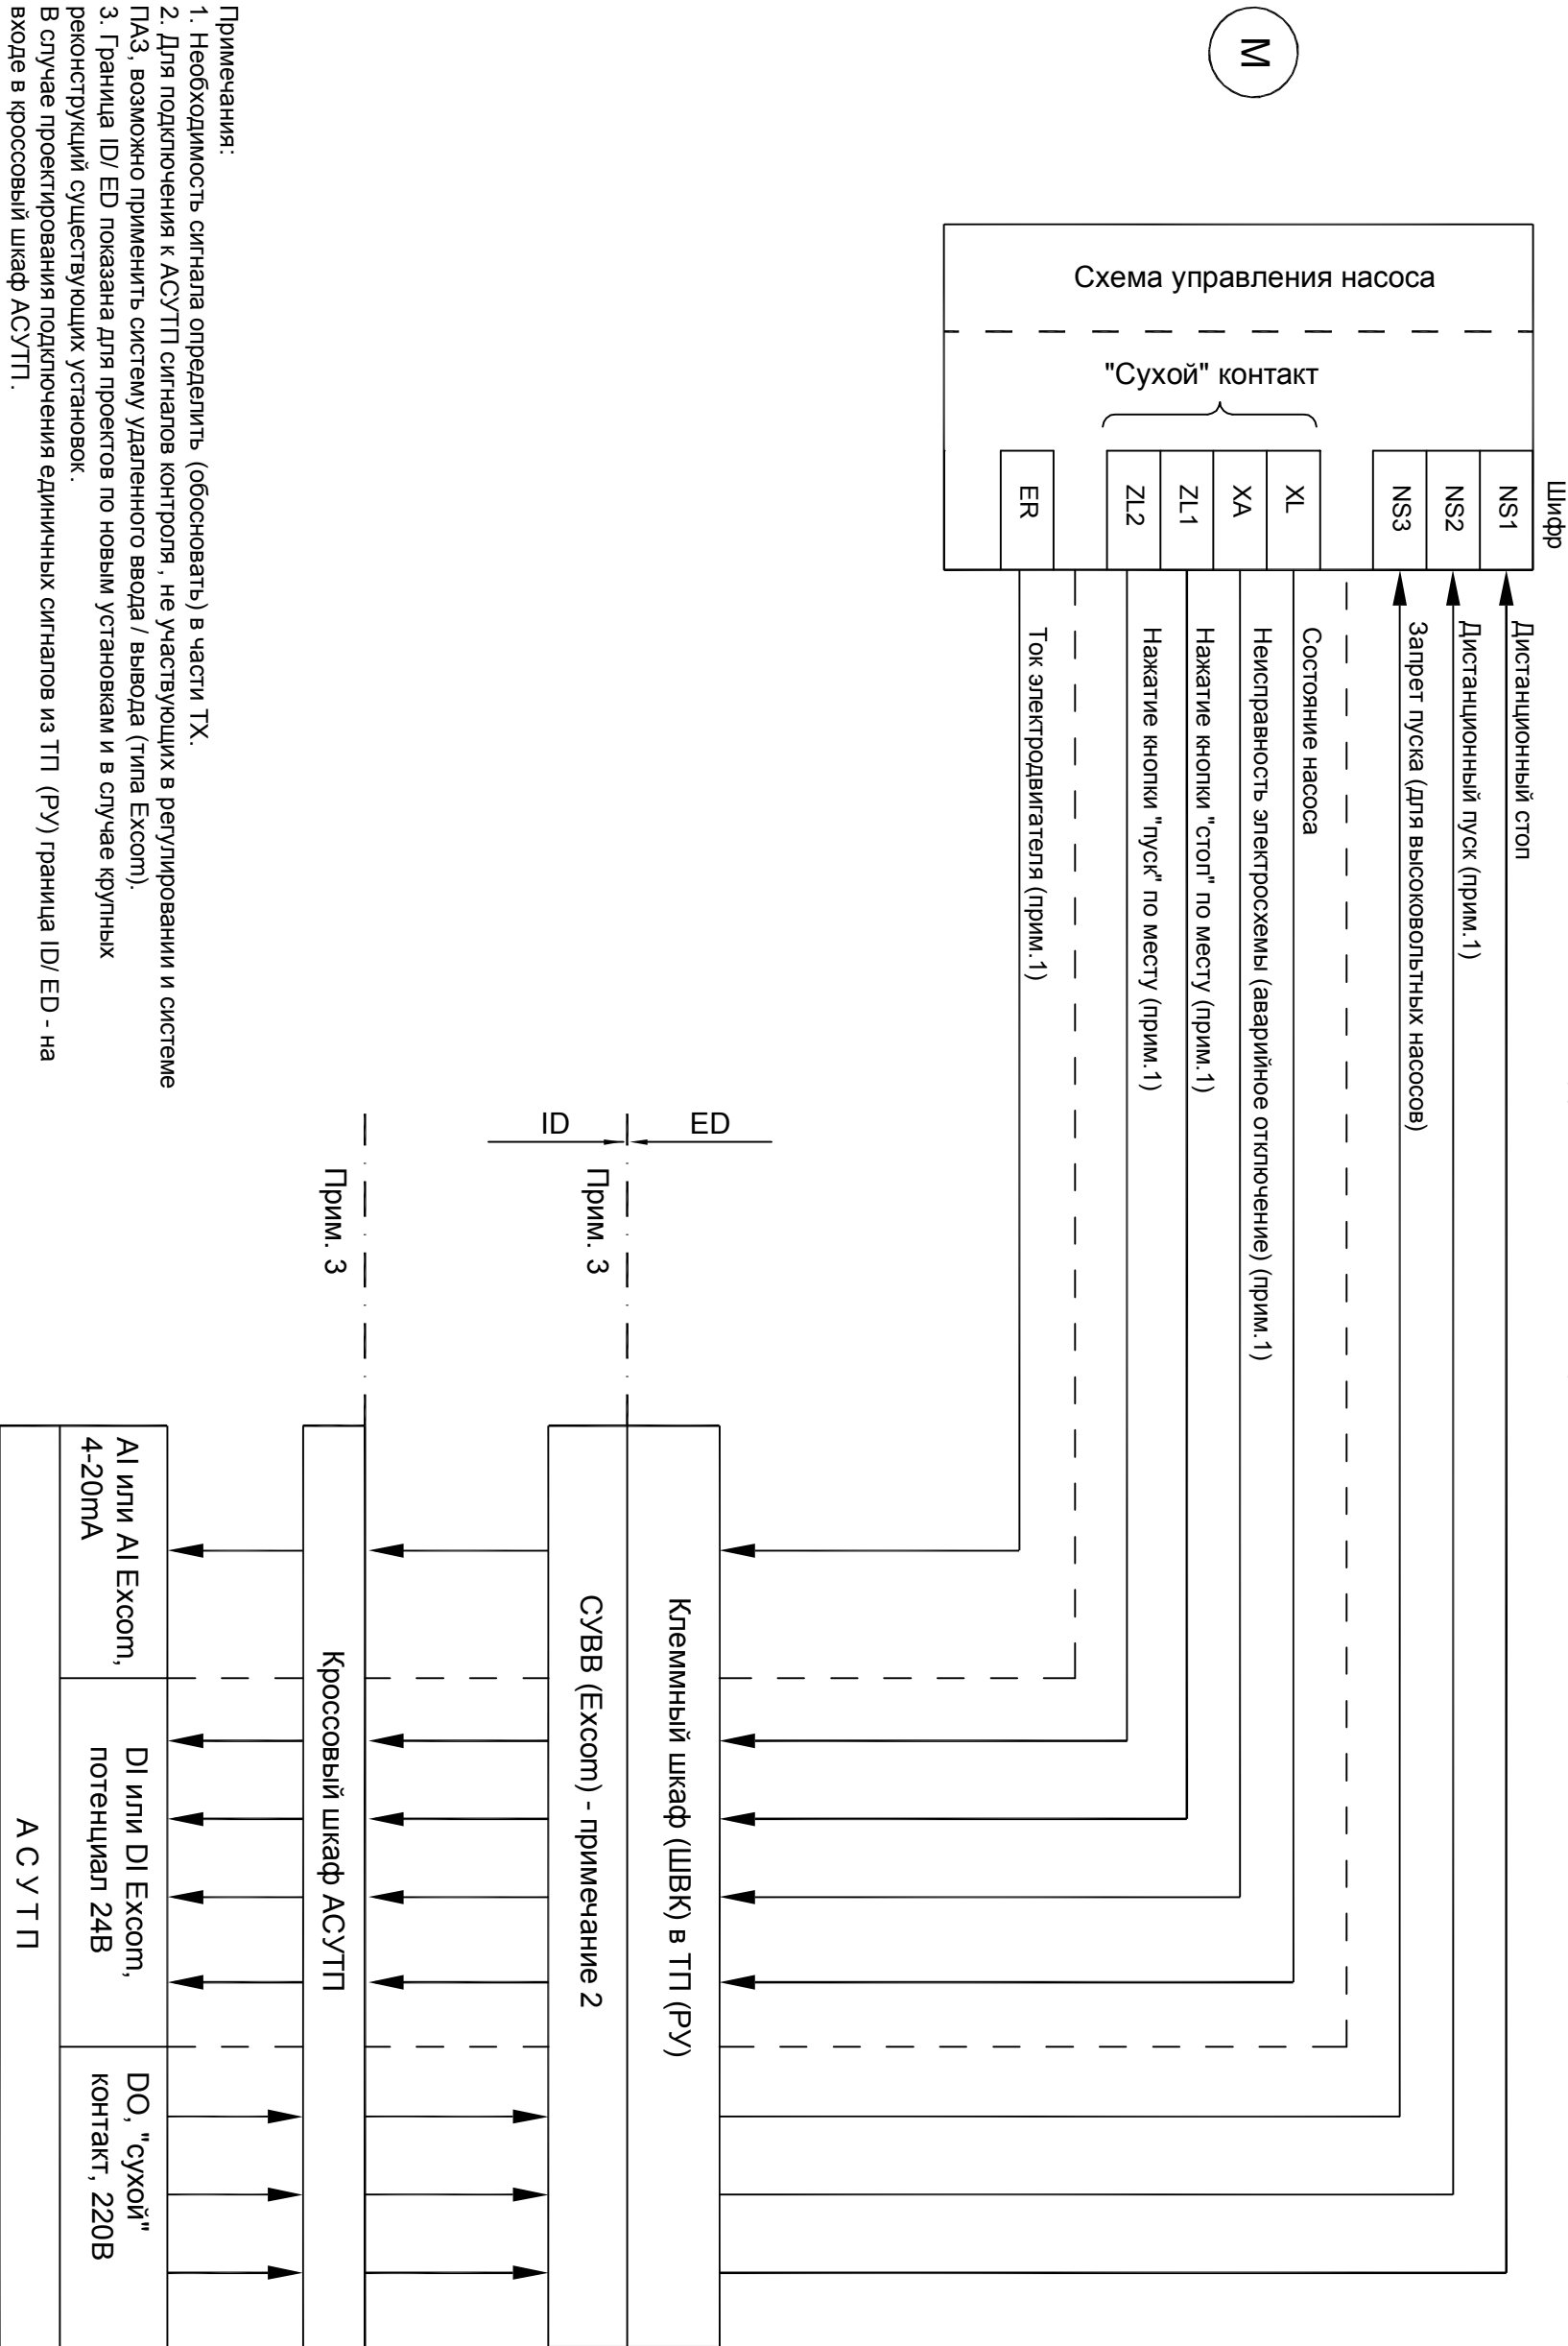 М
Схема управления насоса
"Сухой" контакт
Шифр
NS1
NS2
NS3
XL
XA
ZL1
ZL2
ER
Дистанционный стоп
Дистанционный пуск (прим.1)
Запрет пуска (для высоковольтных насосов)
Состояние насоса
Неисправность электросхемы (аварийное отключение) (прим.1)
Нажатие кнопки "стоп" по месту (прим.1)
Нажатие кнопки "пуск" по месту (прим.1)
Ток электродвигателя (прим.1)
ED
ID
Прим. 3
Прим. 3
Клеммный шкаф (ШВК) в ТП (РУ)
СУВВ (Excom) - примечание 2
Кроссовый шкаф АСУТП
AI или AI Excom,
4-20mA
DI или DI Excom,
потенциал 24В
DO, "сухой"
контакт, 220В
А С У Т П
Примечания:
1. Необходимость сигнала определить (обосновать) в части ТХ.
2. Для подключения к АСУТП сигналов контроля , не участвующих в регулировании и системе
ПАЗ, возможно применить систему удаленного ввода / вывода (типа Excom).
3. Граница ID/ ED показана для проектов по новым установкам и в случае крупных
реконструкций существующих установок.
В случае проектирования подключения единичных сигналов из ТП (РУ) граница ID/ ED - на
входе в кроссовый шкаф АСУТП.